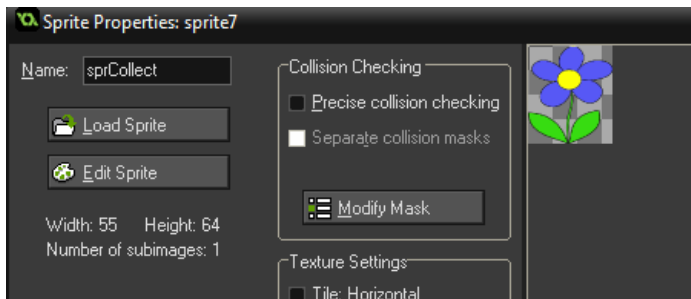 Sprite Properties: sprite7
Name: sprCollect
Load Sprite
Edit Sprite
Width: 55 Height: 64
Number of subimages: 1
Collision Checking
Precise collision checking
Separate collision masks
Modify Mask
Texture Settings
Tile: Horizontal